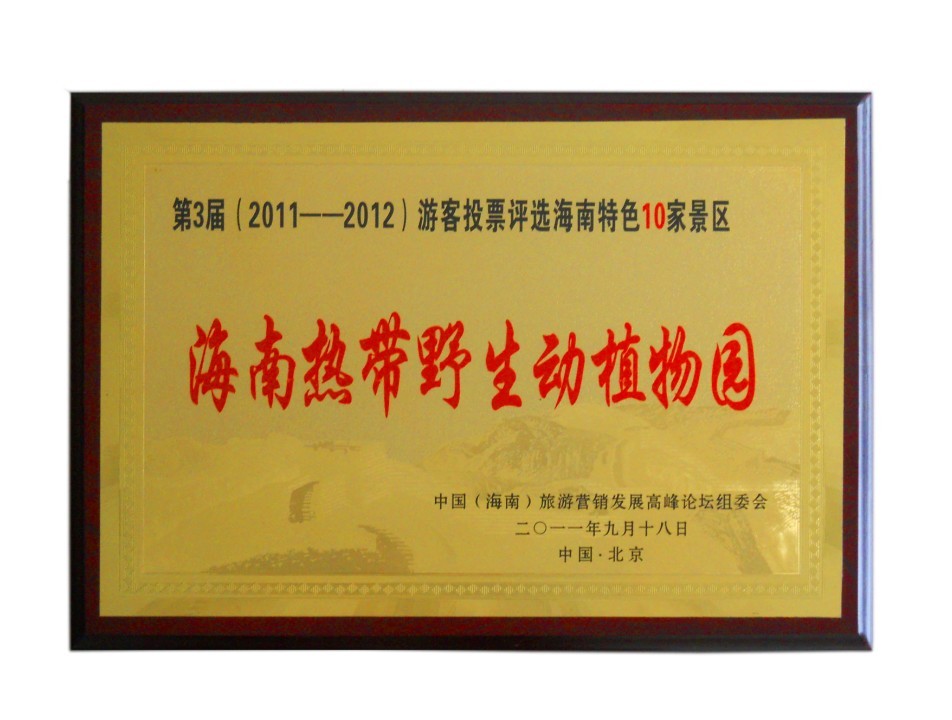 第3届（2011——2012）游客投票评选海南特色10家景区
海南热带野生动植物园
中国（海南）旅游营销发展高峰论坛组委会
二〇一一年九月十八日
中国·北京